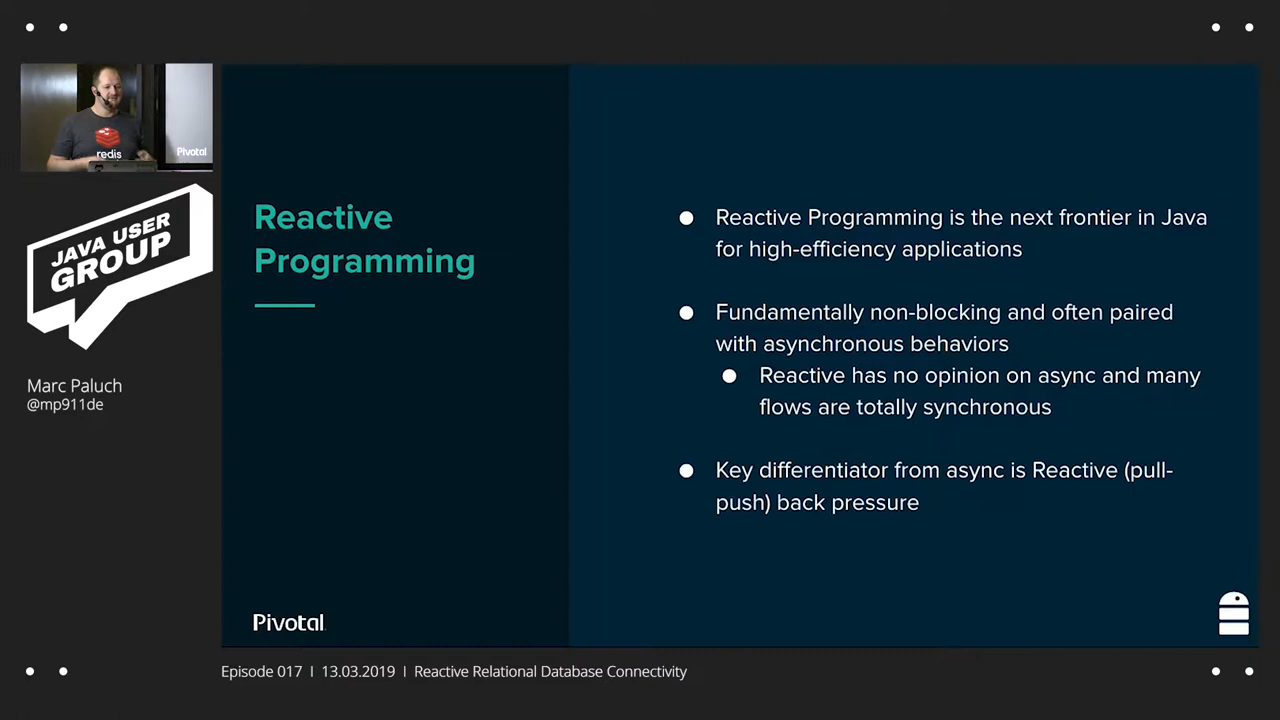 redis
Pivotal
JAVA USER
GROUP
Marc Paluch
@mp911de
Reactive
Programming
● Reactive Programming is the next frontier in Java
for high-efficiency applications
● Fundamentally non-blocking and often paired
with asynchronous behaviors
● Reactive has no opinion on async and many
flows are totally synchronous
● Key differentiator from async is Reactive (pull-
push) back pressure
Pivotal
Episode 017 | 13.03.2019 | Reactive Relational Database Connectivity